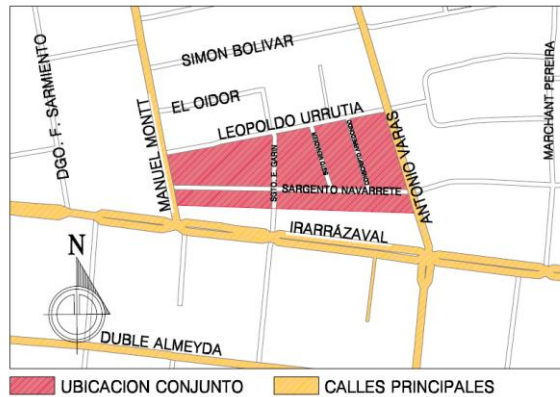 DGO. F. SARMIENTO
MANUEL MONTT
SIMON BOLIVAR
EL OIDOR
LEOPOLDO URRUTIA
SGTO. E. GARIN
ANTONIO VARAS
MARCHANT PEREIRA
SARGENTO NAVARRETE
IRARRÁZAVAL
N
DUBLE ALMEYDA
UBICACION CONJUNTO
CALLES PRINCIPALES